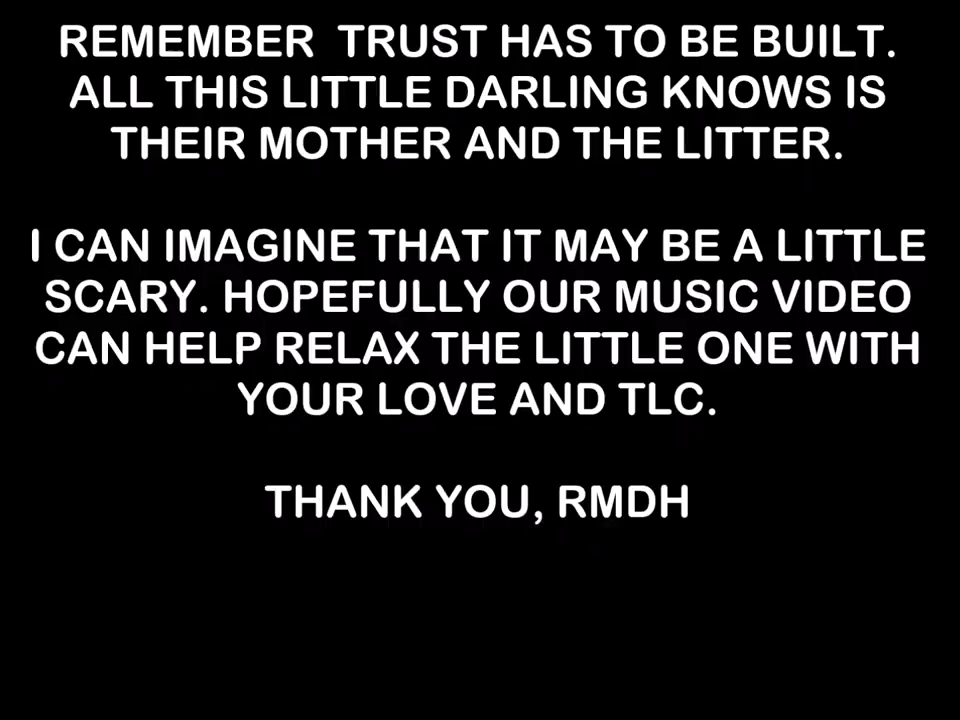 REMEMBER  TRUST HAS TO BE BUILT.
ALL THIS LITTLE DARLING KNOWS IS
THEIR MOTHER AND THE LITTER.
I CAN IMAGINE THAT IT MAY BE A LITTLE
SCARY. HOPEFULLY OUR MUSIC VIDEO
CAN HELP RELAX THE LITTLE ONE WITH
YOUR LOVE AND TLC.
THANK YOU, RMDH